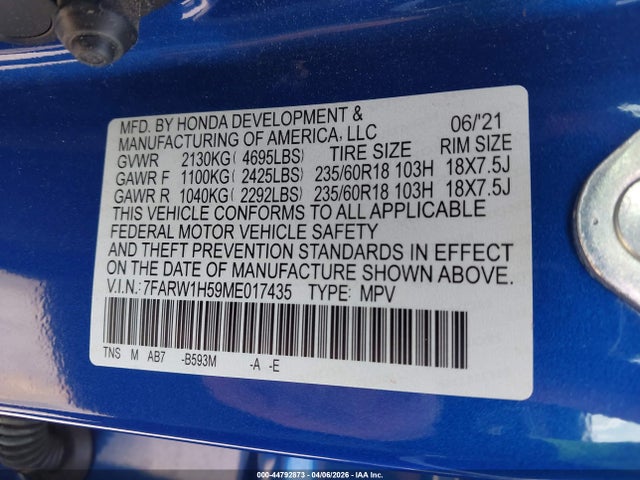 MFD. BY HONDA DEVELOPMENT &
MANUFACTURING OF AMERICA, LLC 06/'21
GVWR 2130KG( 4695LBS) TIRE SIZE RIM SIZE
GAWR F 1100KG( 2425LBS) 235/60R18 103H 18X7.5J
GAWR R 1040KG( 2292LBS) 235/60R18 103H 18X7.5J
THIS VEHICLE CONFORMS TO ALL APPLICABLE
FEDERAL MOTOR VEHICLE SAFETY
AND THEFT PREVENTION STANDARDS IN EFFECT
ON THE DATE OF MANUFACTURE SHOWN ABOVE.
V.I.N.: 7FARW1H59ME017435 TYPE: MPV
TNS M AB7 -B593M -A -E
000-44792873 04/06/2026 IAA Inc.